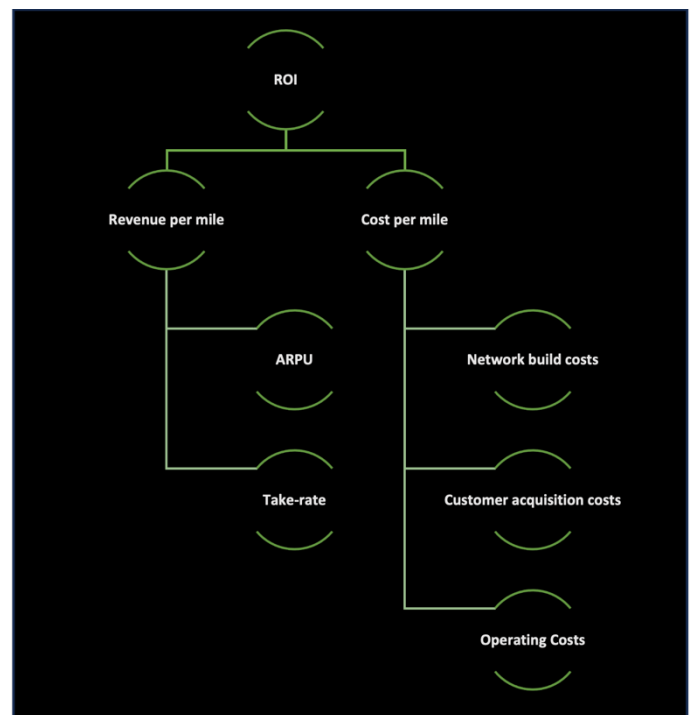 ROI
Revenue per mile
Cost per mile
ARPU
Network build costs
Take-rate
Customer acquisition costs
Operating Costs